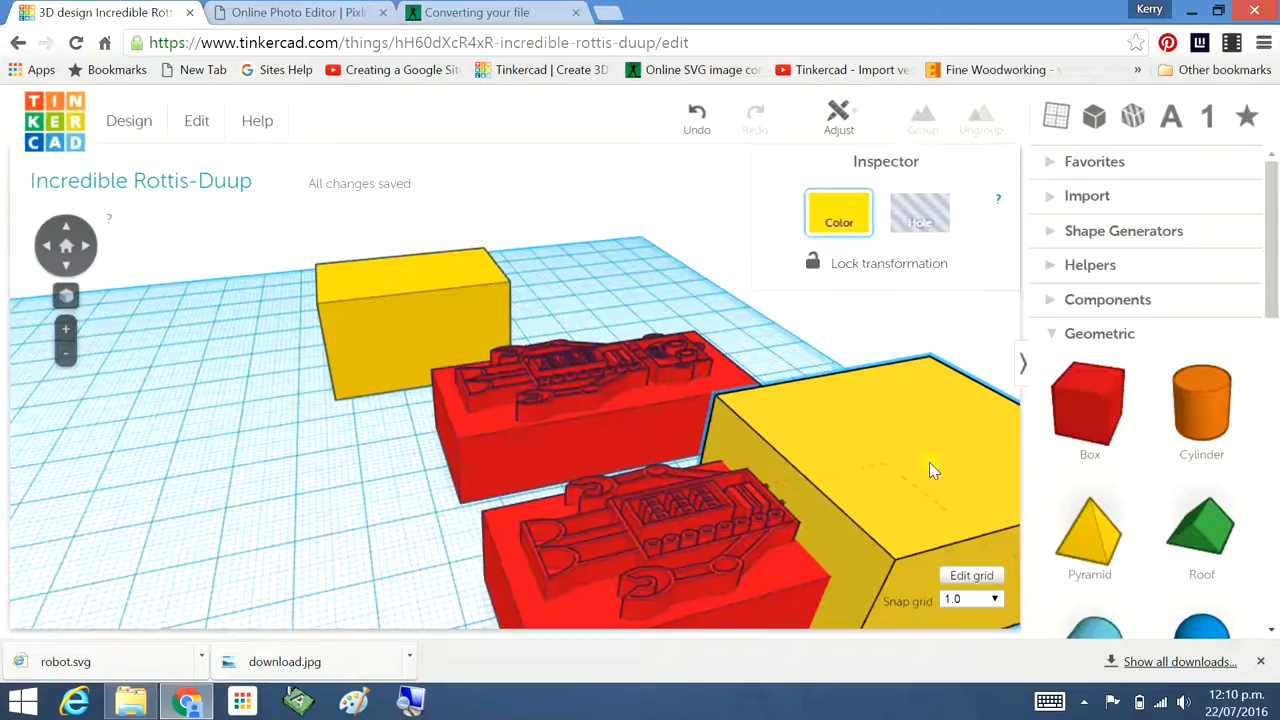 3D design Incredible Rotti
Online Photo Editor | Pixl
Converting your file
Kerry
https://www.tinkercad.com/things/hH60dXcR4xR-incredible-rottis-duup/edit
Apps
Bookmarks
New Tab
Sites Help
Creating a Google Sit
Tinkercad | Create 3D
Online SVG image co
Tinkercad - Import ve
Fine Woodworking -
»
Other bookmarks
TIN
KER
CAD
Design
Edit
Help
Undo
Redo
Adjust
Group
Ungroup
A
1
Incredible Rottis-Duup
All changes saved
?
Inspector
Color
Hole
?
Lock transformation
Favorites
Import
Shape Generators
Helpers
Components
Geometric
Box
Cylinder
Pyramid
Roof
+
-
Edit grid
Snap grid
1.0
robot.svg
download.jpg
Show all downloads...
12:10 p.m.
22/07/2016